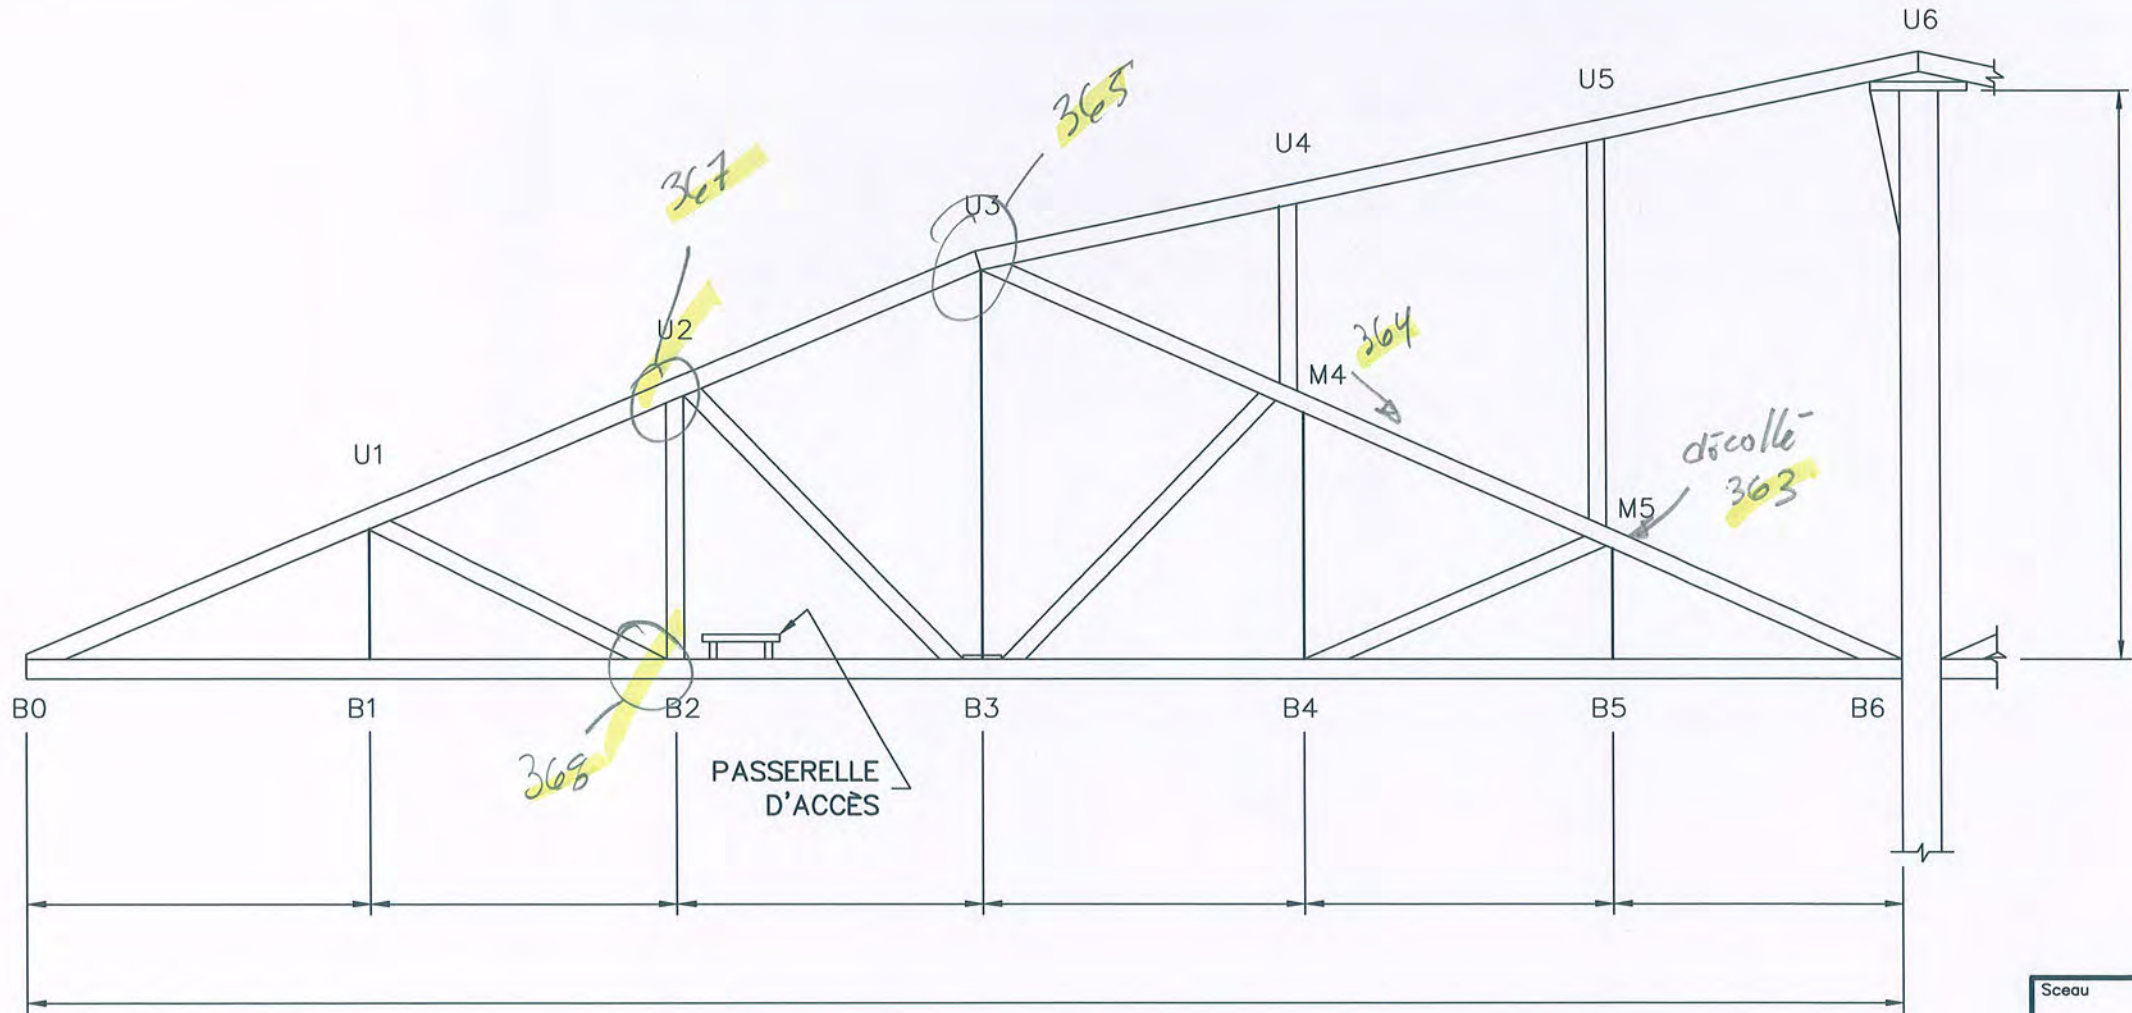 U6
U5
365
U4
367
U3
U2
364
M4
décollé
363
U1
M5
B0
B1
B2
B3
B4
B5
B6
368
PASSERELLE
D'ACCÈS
Sceau